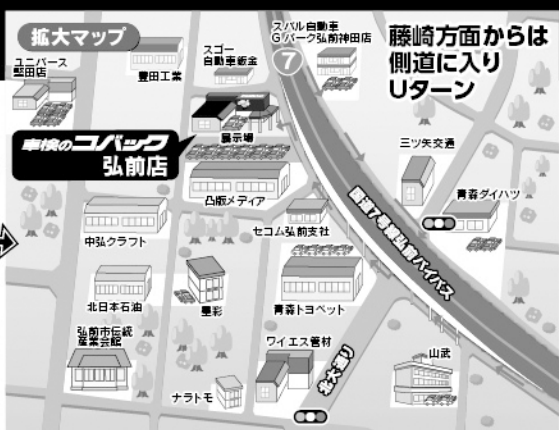 拡大マップ
スバル自動車
G.パーク弘前神田店
藤崎方面からは
側道に入り
Uターン
ユニバース
堅田店
豊田工業
スゴー
自動車鈑金
7
車検のコバック
弘前店
展示場
三ツ矢交通
凸版メディア
青森ダイハツ
セコム弘前支社
国道7号線弘前バイパス
中弘クラフト
北日本石油
墨彩
青森トヨペット
弘前市伝統
産業会館
ワイエス管材
山武
ナラトモ